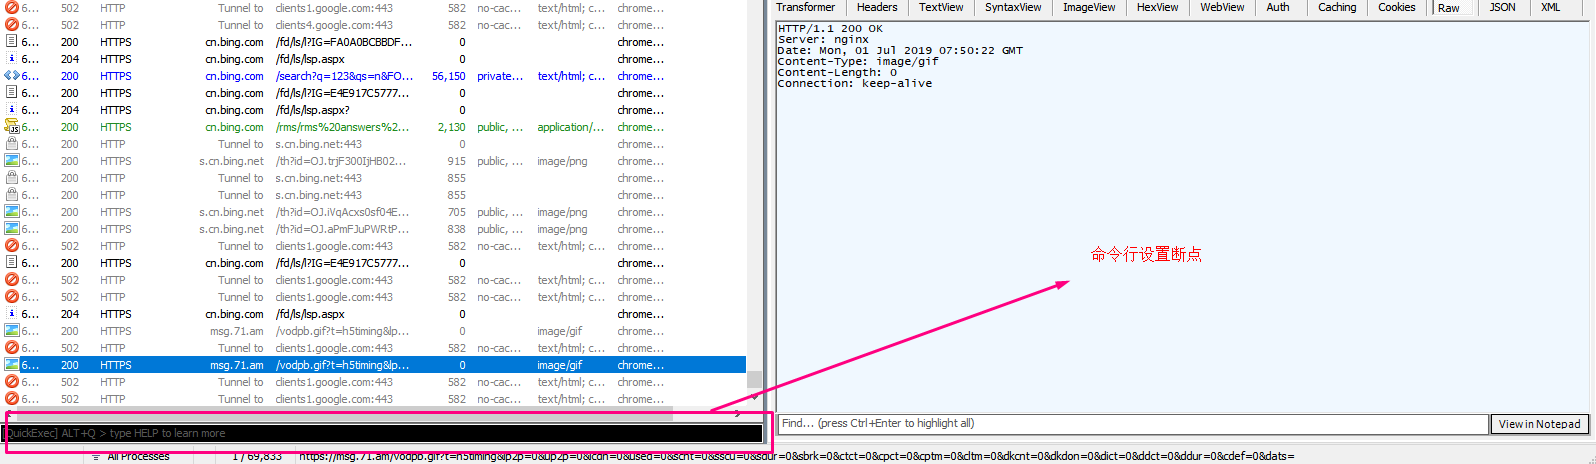 6... 502 HTTP Tunnel to clients1.google.com:443 582 no-cac... text/html; c... chrome...
6... 502 HTTP Tunnel to clients4.google.com:443 582 no-cac... text/html; c... chrome...
6... 200 HTTPS cn.bing.com /fd/ls/l?IG=FA0A0BCBBDF... 0 chrome...
6... 204 HTTPS cn.bing.com /fd/ls/lsp.aspx 0 chrome...
6... 200 HTTPS cn.bing.com /search?q=123&qs=n&FO... 56,150 private... text/html; c... chrome...
6... 200 HTTPS cn.bing.com /fd/ls/l?IG=E4E917C5777... 0 chrome...
6... 204 HTTPS cn.bing.com /fd/ls/lsp.aspx? 0 chrome...
6... 200 HTTPS cn.bing.com /rms/rms%20answers%2... 2,130 public, ... application/... chrome...
6... 200 HTTP Tunnel to s.cn.bing.net:443 0 chrome...
6... 200 HTTPS s.cn.bing.net /th?id=OJ.trjF300IjHB02... 915 public, ... image/png chrome...
6... 200 HTTP Tunnel to s.cn.bing.net:443 855 chrome...
6... 200 HTTP Tunnel to s.cn.bing.net:443 855 chrome...
6... 200 HTTPS s.cn.bing.net /th?id=OJ.iVqAcxs0sf04E... 705 public, ... image/png chrome...
6... 200 HTTPS s.cn.bing.net /th?id=OJ.aPmFJuPWRtP... 838 public, ... image/png chrome...
6... 502 HTTP Tunnel to clients1.google.com:443 582 no-cac... text/html; c... chrome...
6... 200 HTTPS cn.bing.com /fd/ls/l?IG=E4E917C5777... 0 chrome...
6... 502 HTTP Tunnel to clients1.google.com:443 582 no-cac... text/html; c... chrome...
6... 502 HTTP Tunnel to clients1.google.com:443 582 no-cac... text/html; c... chrome...
6... 204 HTTPS cn.bing.com /fd/ls/lsp.aspx 0 chrome...
6... 200 HTTPS msg.71.am /vodpb.gif?t=h5timing&lp... 0 image/gif chrome...
6... 502 HTTP Tunnel to clients1.google.com:443 582 no-cac... text/html; c... chrome...
6... 200 HTTPS msg.71.am /vodpb.gif?t=h5timing&lp... 0 image/gif chrome...
6... 502 HTTP Tunnel to clients1.google.com:443 582 no-cac... text/html; c... chrome...
6... 502 HTTP Tunnel to clients1.google.com:443 582 no-cac... text/html; c... chrome...
[QuickExec] ALT+Q > type HELP to learn more
Transformer Headers TextView SyntaxView ImageView HexView WebView Auth Caching Cookies Raw JSON XML
HTTP/1.1 200 OK
Server: nginx
Date: Mon, 01 Jul 2019 07:50:22 GMT
Content-Type: image/gif
Content-Length: 0
Connection: keep-alive
命令行设置断点
Find... (press Ctrl+Enter to highlight all) View in Notepad
All Processes 1 / 69,833 https://msg.71.am/vodpb.gif?t=h5timing&lp2p=0&up2p=0&icdn=0&used=0&scnt=0&sscu=0&sdur=0&sbrk=0&ctct=0&cpct=0&cptm=0&dltm=0&dkcnt=0&dkdon=0&dict=0&ddct=0&ddur=0&cdef=0&dats=